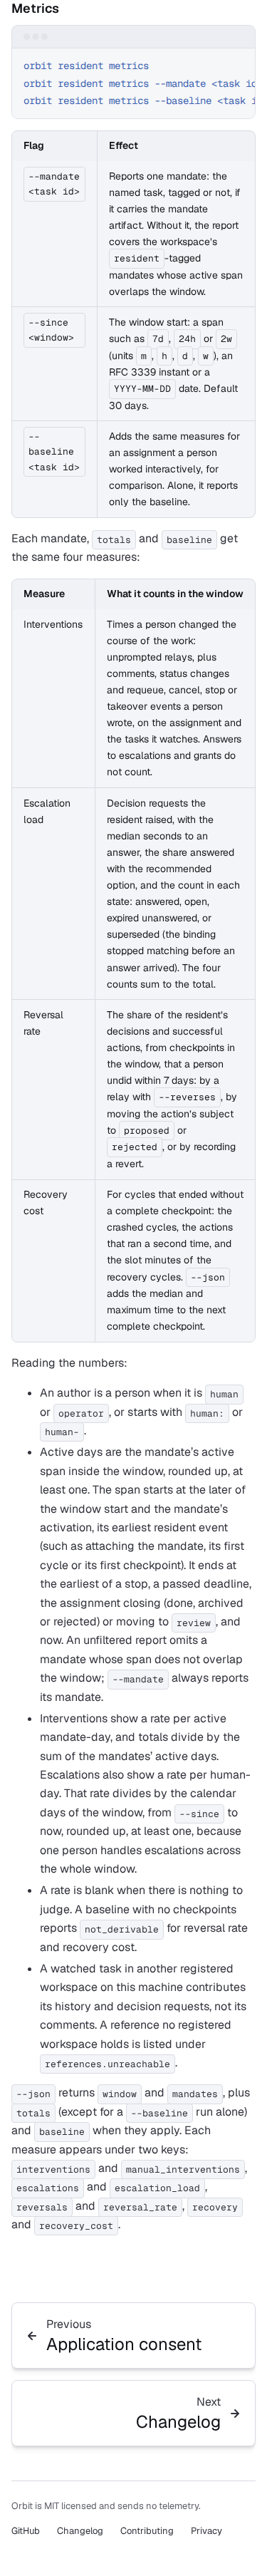 Metrics
orbit resident metrics
orbit resident metrics --mandate <task id
orbit resident metrics --baseline <task i
Flag Effect
--mandate <task id>
Reports one mandate: the
named task, tagged or not, if
it carries the mandate
artifact. Without it, the report
covers the workspace's
resident -tagged
mandates whose active span
overlaps the window.
--since <window>
The window start: a span
such as 7d , 24h or 2w
(units m , h , d , w ), an
RFC 3339 instant or a
YYYY-MM-DD date. Default
30 days.
--
baseline
<task id>
Adds the same measures for
an assignment a person
worked interactively, for
comparison. Alone, it reports
only the baseline.
Each mandate, totals and baseline get
the same four measures:
Measure What it counts in the window
Interventions
Times a person changed the
course of the work:
unprompted relays, plus
comments, status changes
and requeue, cancel, stop or
takeover events a person
wrote, on the assignment and
the tasks it watches. Answers
to escalations and grants do
not count.
Escalation
load
Decision requests the
resident raised, with the
median seconds to an
answer, the share answered
with the recommended
option, and the count in each
state: answered, open,
expired unanswered, or
superseded (the binding
stopped matching before an
answer arrived). The four
counts sum to the total.
Reversal
rate
The share of the resident's
decisions and successful
actions, from checkpoints in
the window, that a person
undid within 7 days: by a
relay with --reverses , by
moving the action's subject
to proposed or
rejected , or by recording
a revert.
Recovery
cost
For cycles that ended without
a complete checkpoint: the
crashed cycles, the actions
that ran a second time, and
the slot minutes of the
recovery cycles. --json
adds the median and
maximum time to the next
complete checkpoint.
Reading the numbers:
• An author is a person when it is human
or operator , or starts with human: or
human- .
• Active days are the mandate's active
span inside the window, rounded up, at
least one. The span starts at the later of
the window start and the mandate's
activation, its earliest resident event
(such as attaching the mandate, its first
cycle or its first checkpoint). It ends at
the earliest of a stop, a passed deadline,
the assignment closing (done, archived
or rejected) or moving to review , and
now. An unfiltered report omits a
mandate whose span does not overlap
the window; --mandate always reports
its mandate.
• Interventions show a rate per active
mandate-day, and totals divide by the
sum of the mandates' active days.
Escalations also show a rate per human-
day. That rate divides by the calendar
days of the window, from --since to
now, rounded up, at least one, because
one person handles escalations across
the whole window.
• A rate is blank when there is nothing to
judge. A baseline with no checkpoints
reports not_derivable for reversal rate
and recovery cost.
• A watched task in another registered
workspace on this machine contributes
its history and decision requests, not its
comments. A reference no registered
workspace holds is listed under
references.unreachable .
--json returns window and mandates , plus
totals (except for a --baseline run alone)
and baseline when they apply. Each
measure appears under two keys:
interventions and manual_interventions ,
escalations and escalation_load ,
reversals and reversal_rate , recovery
and recovery_cost .
Previous
← Application consent
Next
Changelog →
Orbit is MIT licensed and sends no telemetry.
GitHub Changelog Contributing Privacy